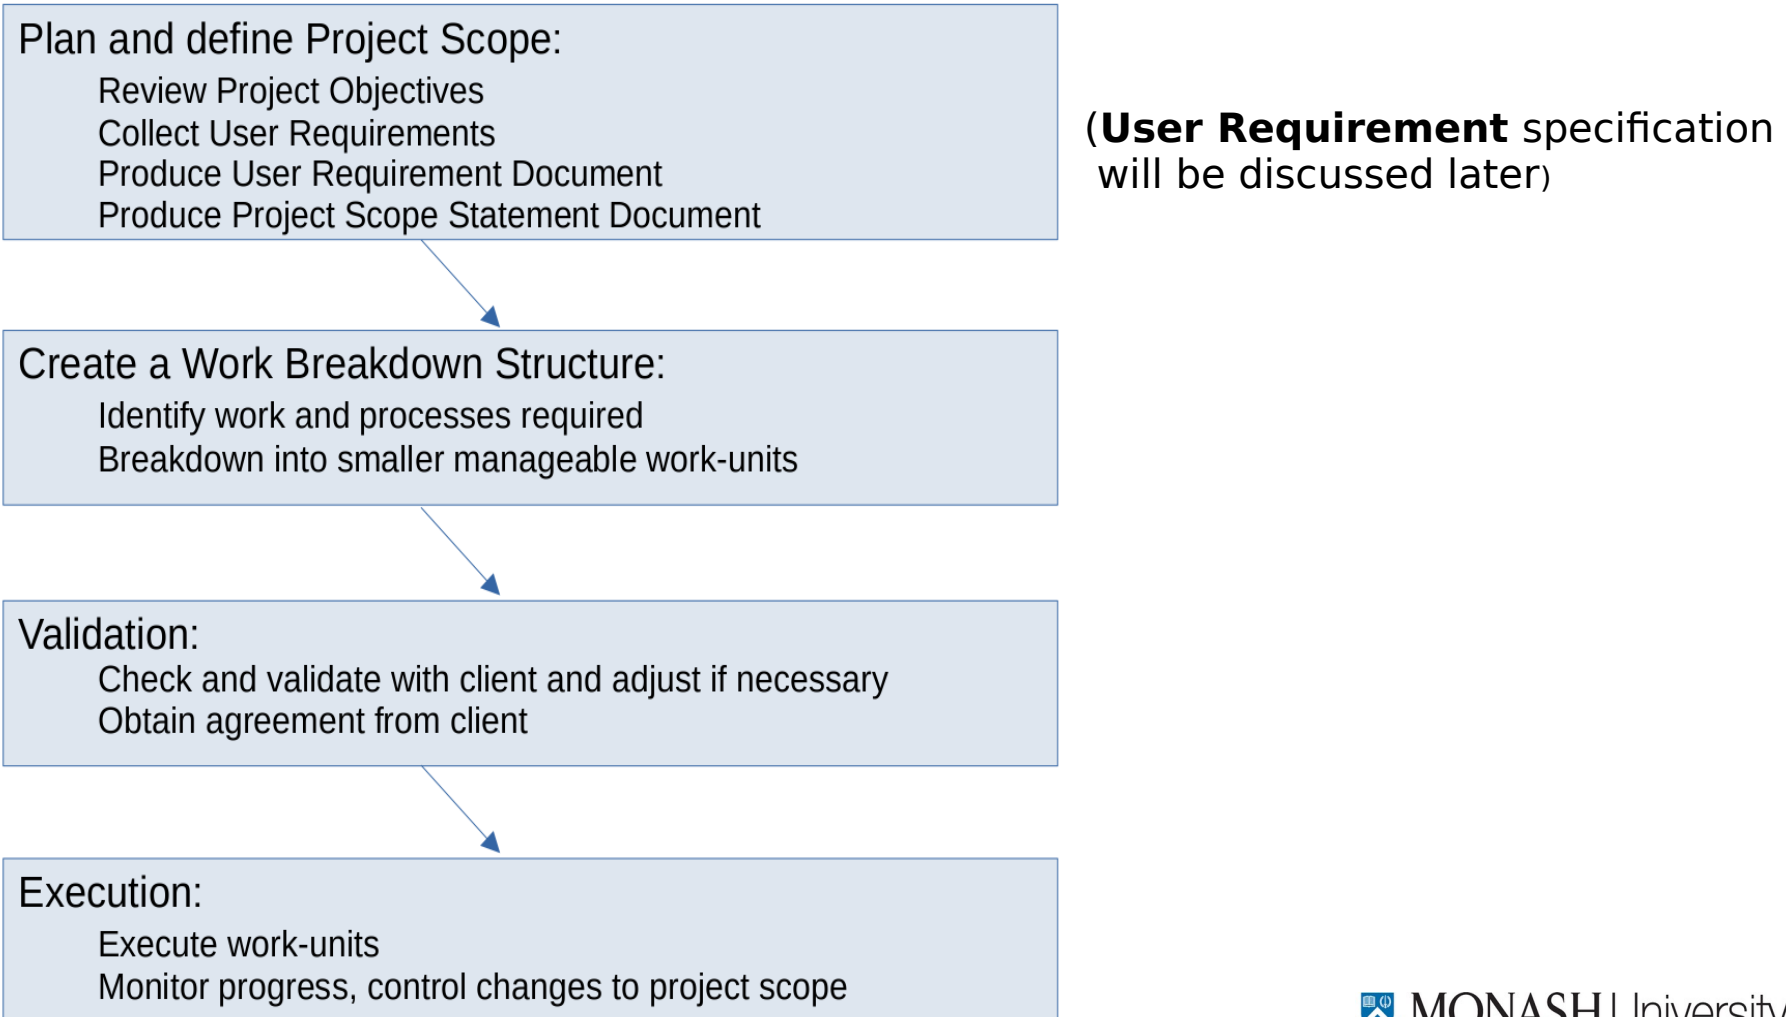 Plan and define Project Scope:
Review Project Objectives
Collect User Requirements
Produce User Requirement Document
Produce Project Scope Statement Document
(User Requirement specification
will be discussed later)
Create a Work Breakdown Structure:
Identify work and processes required
Breakdown into smaller manageable work-units
Validation:
Check and validate with client and adjust if necessary
Obtain agreement from client
Execution:
Execute work-units
Monitor progress, control changes to project scope
MONASH University